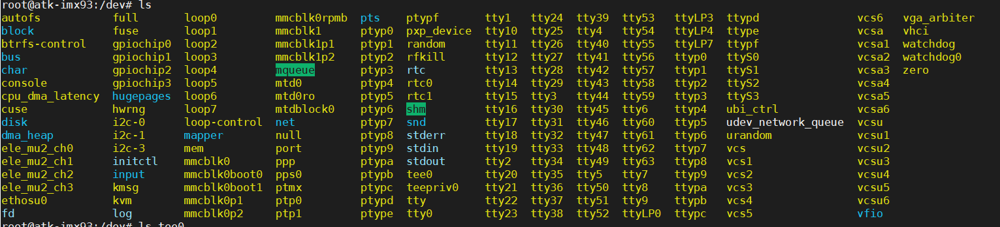 root@atk-imx93:/dev# ls
autofs full loop0 mmcblk0rpmb pts ptypf tty1 tty24 tty39 tty53 ttyLP3 ttypd vcs6 vga_arbiter
block fuse loop1 mmcblk1 ptyp0 pxp_device tty10 tty25 tty4 tty54 ttyLP4 ttype vcsa vhci
btrfs-control gpiochip0 loop2 mmcblk1p1 ptyp1 random tty11 tty26 tty40 tty55 ttyLP7 ttypf vcsa1 watchdog
bus gpiochip1 loop3 mmcblk1p2 ptyp2 rfkill tty12 tty27 tty41 tty56 ttyp0 ttyS0 vcsa2 watchdog0
char gpiochip2 loop4 mqueue ptyp3 rtc tty13 tty28 tty42 tty57 ttyp1 ttyS1 vcsa3 zero
console gpiochip3 loop5 mtd0 ptyp4 rtc0 tty14 tty29 tty43 tty58 ttyp2 ttyS2 vcsa4
cpu_dma_latency hugepages loop6 mtd0ro ptyp5 rtc1 tty15 tty3 tty44 tty59 ttyp3 ttyS3 vcsa5
cuse hwrng loop7 mtdblock0 ptyp6 shm tty16 tty30 tty45 tty6 ttyp4 ubi_ctrl vcsa6
disk i2c-0 loop-control net ptyp7 snd tty17 tty31 tty46 tty60 ttyp5 udev_network_queue vcsu
dma_heap i2c-1 mapper null ptyp8 stderr tty18 tty32 tty47 tty61 ttyp6 urandom vcsu1
ele_mu2_ch0 i2c-3 mem port ptyp9 stdin tty19 tty33 tty48 tty62 ttyp7 vcs vcsu2
ele_mu2_ch1 initctl mmcblk0 ppp ptypa stdout tty2 tty34 tty49 tty63 ttyp8 vcs1 vcsu3
ele_mu2_ch2 input mmcblk0boot0 pps0 ptypb tee0 tty20 tty35 tty5 tty7 ttyp9 vcs2 vcsu4
ele_mu2_ch3 kmsg mmcblk0boot1 ptmx ptypc teepriv0 tty21 tty36 tty50 tty8 ttypa vcs3 vcsu5
ethosu0 kvm mmcblk0p1 ptp0 ptypd tty tty22 tty37 tty51 tty9 ttypb vcs4 vcsu6
fd log mmcblk0p2 ptp1 ptype tty0 tty23 tty38 tty52 ttyLP0 ttypc vcs5 vfio
root@atk-imx93:/dev# ls tee0